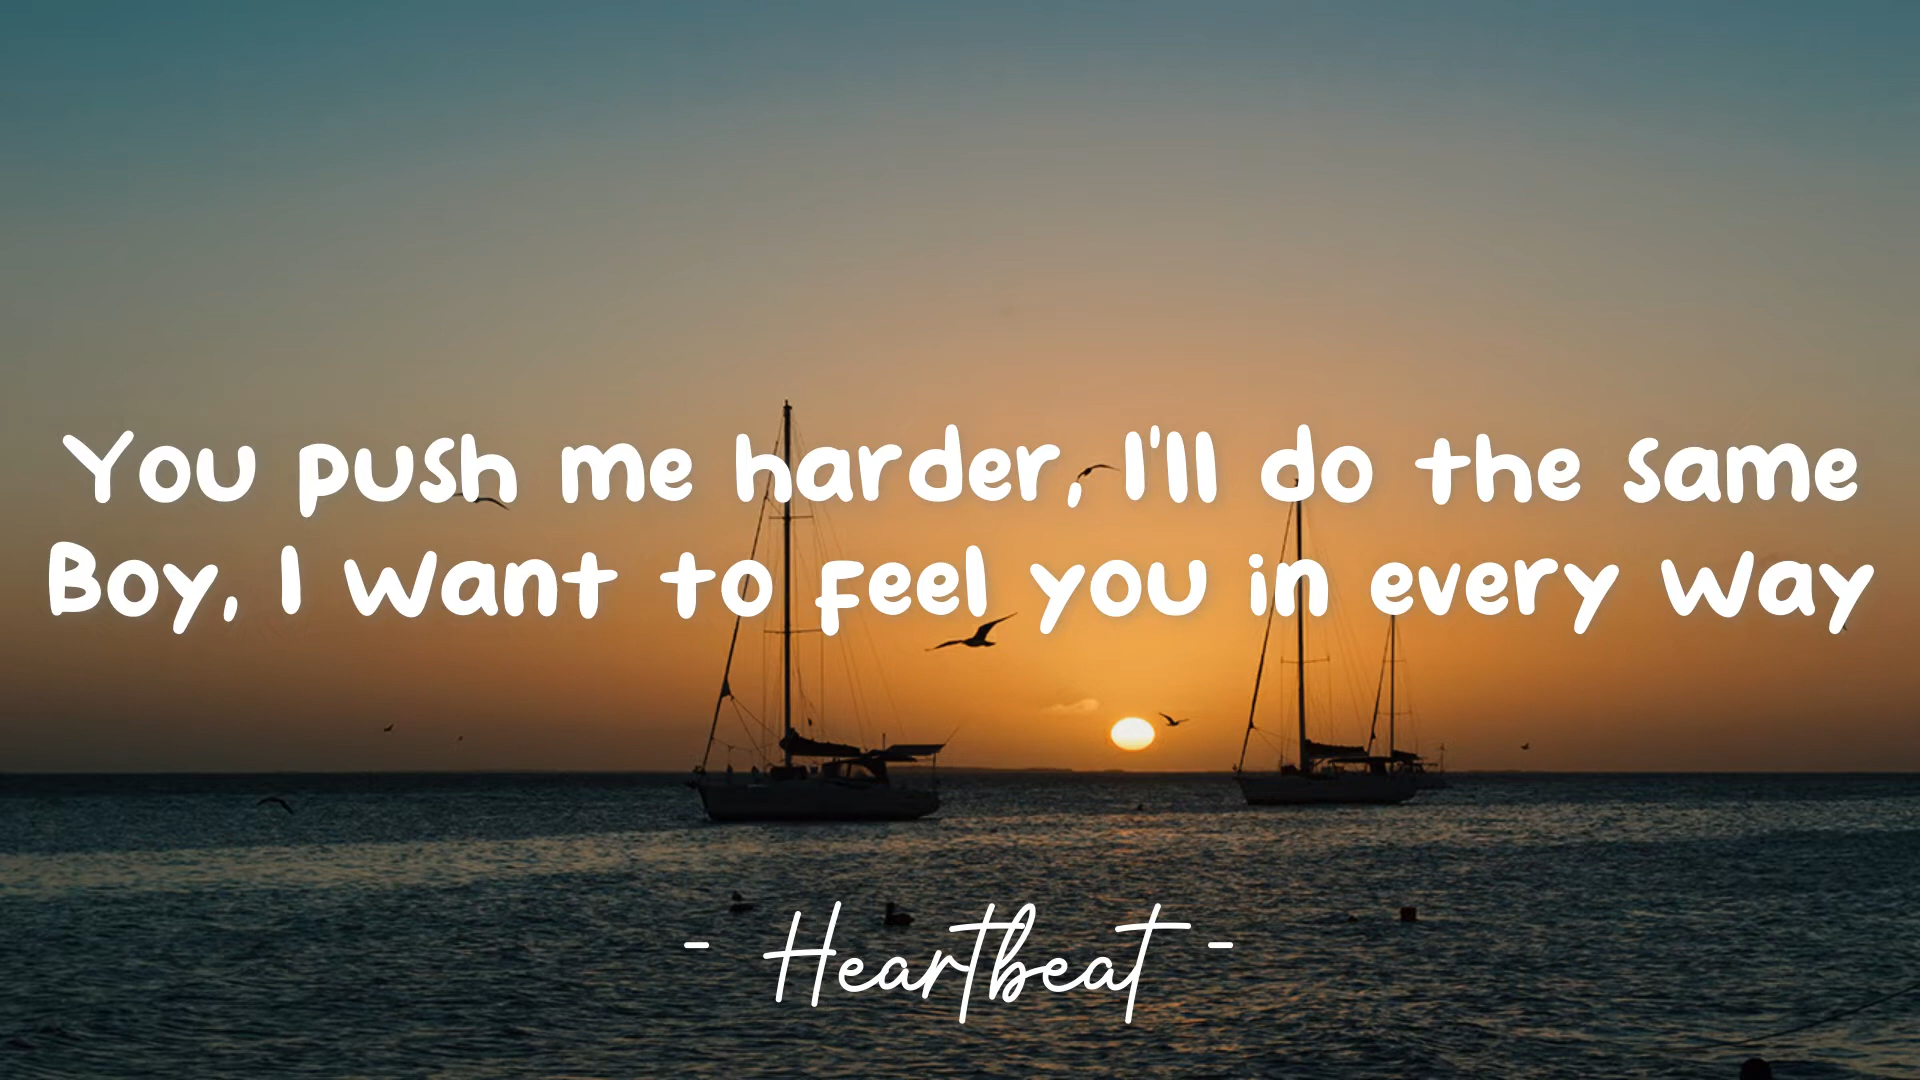 You push me harder, I'll do the same
Boy, I want to feel you in every way
- Heartbeat -